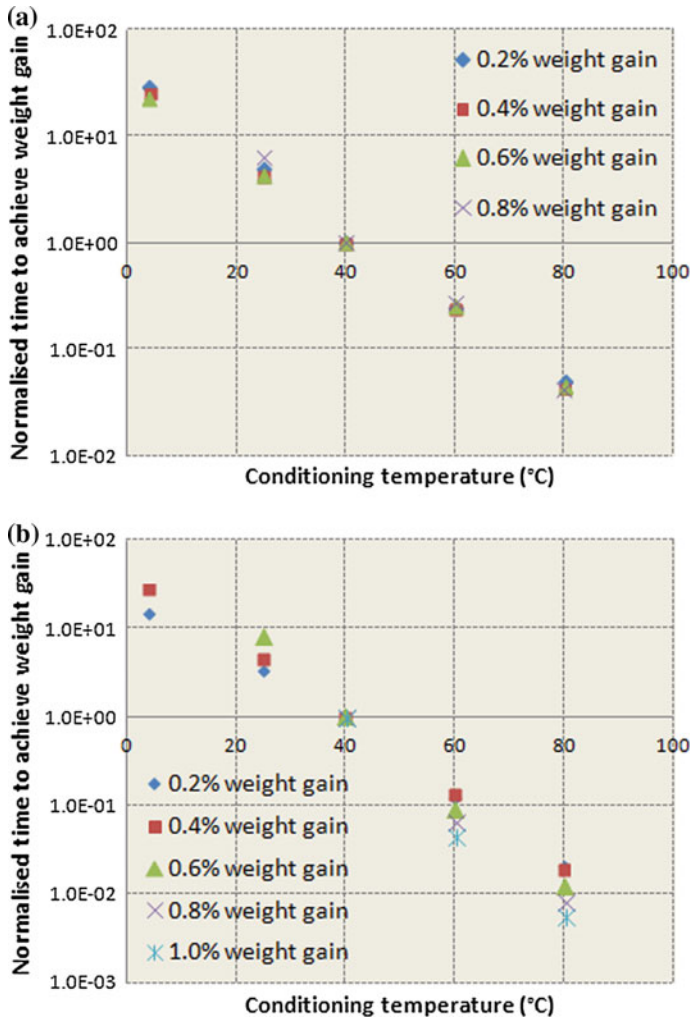 (a)
Normalised time to achieve weight gain
1.0E+02
1.0E+01
1.0E+00
1.0E-01
1.0E-02
0 20 40 60 80 100
Conditioning temperature (°C)
0.2% weight gain
0.4% weight gain
0.6% weight gain
0.8% weight gain
(b)
Normalised time to achieve weight gain
1.0E+02
1.0E+01
1.0E+00
1.0E-01
1.0E-02
1.0E-03
0 20 40 60 80 100
0.2% weight gain
0.4% weight gain
0.6% weight gain
0.8% weight gain
1.0% weight gain
Conditioning temperature (°C)